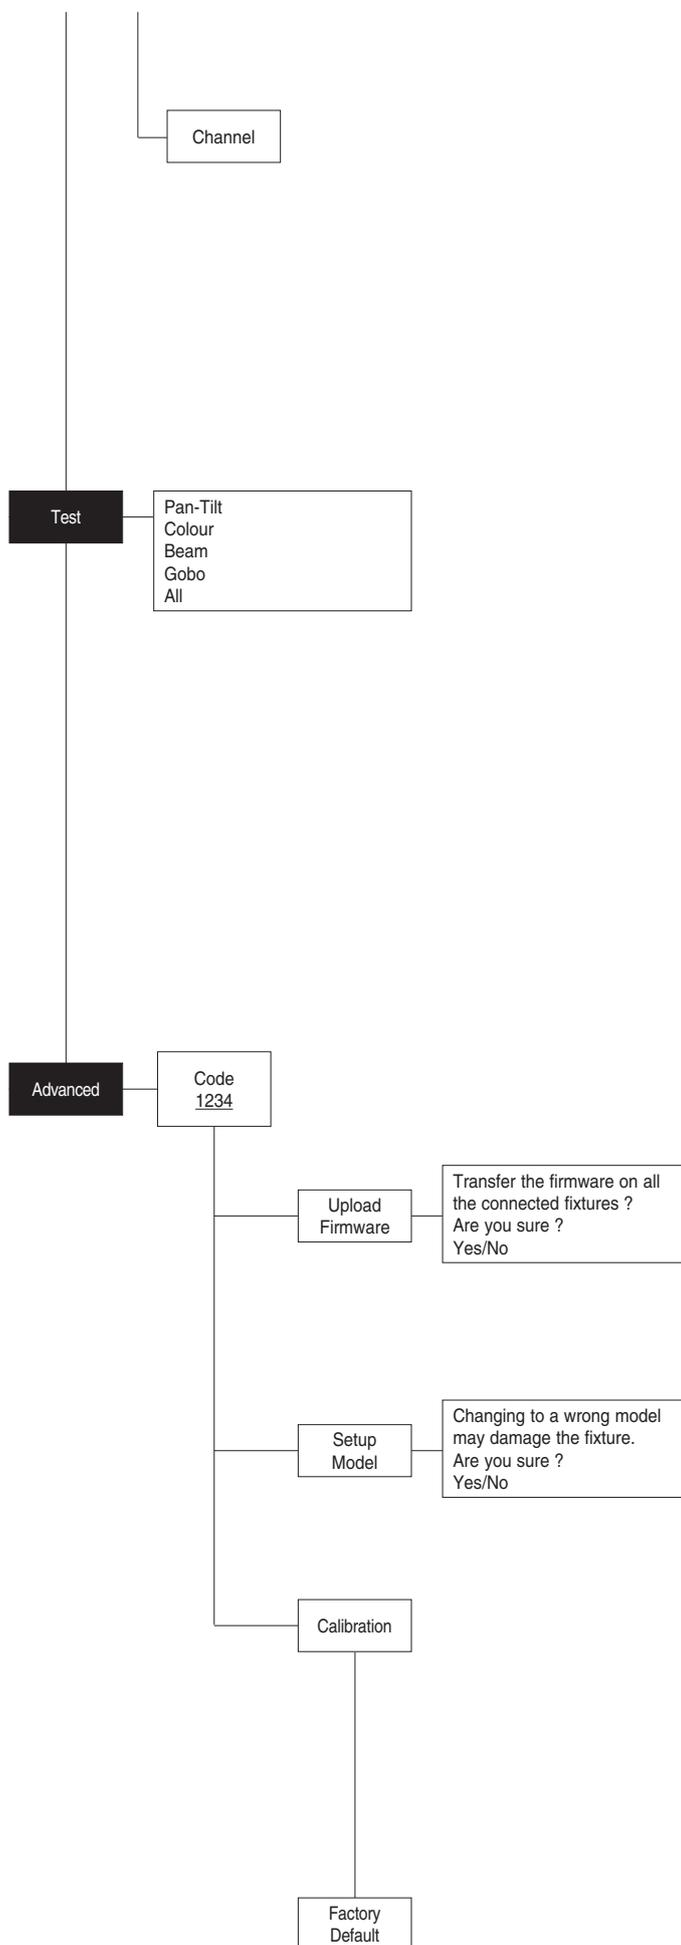 Channel
Test
Pan-Tilt
Colour
Beam
Gobo
All
Advanced
Code
1234
Upload
Firmware
Transfer the firmware on all
the connected fixtures ?
Are you sure ?
Yes/No
Setup
Model
Changing to a wrong model
may damage the fixture.
Are you sure ?
Yes/No
Calibration
Factory
Default